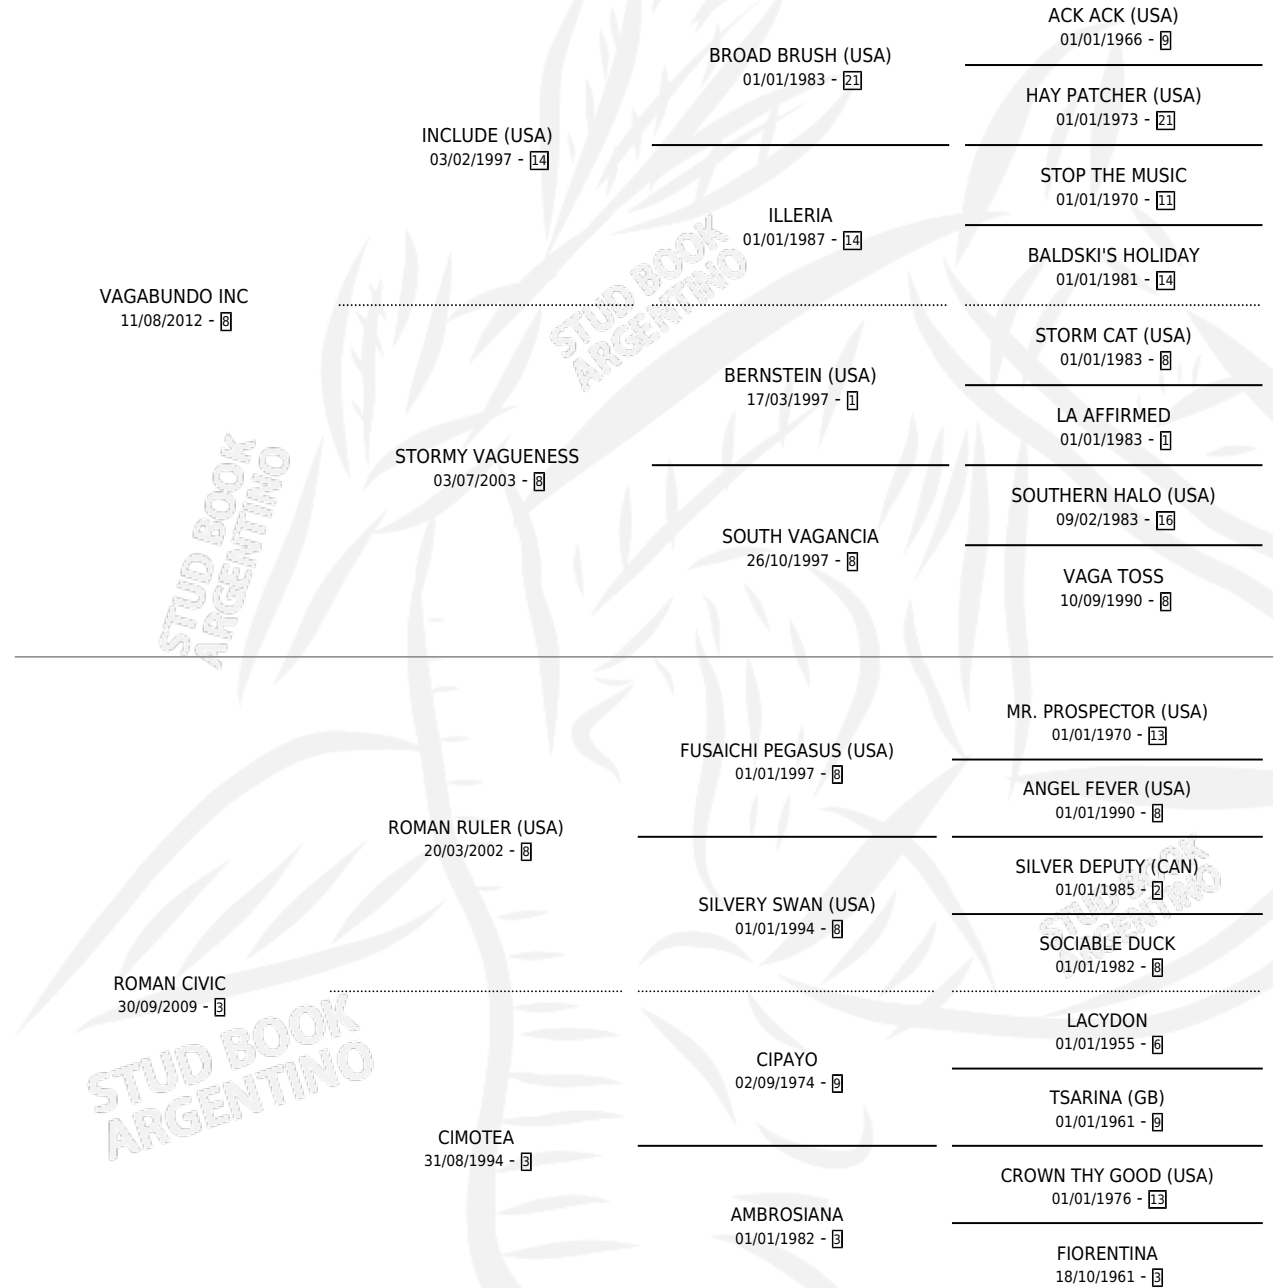 ACK ACK (USA)
01/01/1966 - 9
BROAD BRUSH (USA)
01/01/1983 - 21
HAY PATCHER (USA)
01/01/1973 - 21
INCLUDE (USA)
03/02/1997 - 14
STOP THE MUSIC
01/01/1970 - 11
ILLERIA
01/01/1987 - 14
BALDSKI'S HOLIDAY
01/01/1981 - 14
VAGABUNDO INC
11/08/2012 - 8
STORM CAT (USA)
01/01/1983 - 8
BERNSTEIN (USA)
17/03/1997 - 1
LA AFFIRMED
01/01/1983 - 1
STORMY VAGUENESS
03/07/2003 - 8
SOUTHERN HALO (USA)
09/02/1983 - 16
SOUTH VAGANCIA
26/10/1997 - 8
VAGA TOSS
10/09/1990 - 8
MR. PROSPECTOR (USA)
01/01/1970 - 13
FUSAICHI PEGASUS (USA)
01/01/1997 - 8
ANGEL FEVER (USA)
01/01/1990 - 8
ROMAN RULER (USA)
20/03/2002 - 8
SILVER DEPUTY (CAN)
01/01/1985 - 2
SILVERY SWAN (USA)
01/01/1994 - 8
SOCIABLE DUCK
01/01/1982 - 8
ROMAN CIVIC
30/09/2009 - 3
LACYDON
01/01/1955 - 6
CIPAYO
02/09/1974 - 9
TSARINA (GB)
01/01/1961 - 9
CIMOTEA
31/08/1994 - 3
CROWN THY GOOD (USA)
01/01/1976 - 13
AMBROSIANA
01/01/1982 - 3
FIORENTINA
18/10/1961 - 3
STUD BOOK
ARGENTINO
STUD BOOK
ARGENTINO
STUD BOOK
ARGENTINO
STUD BOOK
ARGENTINO